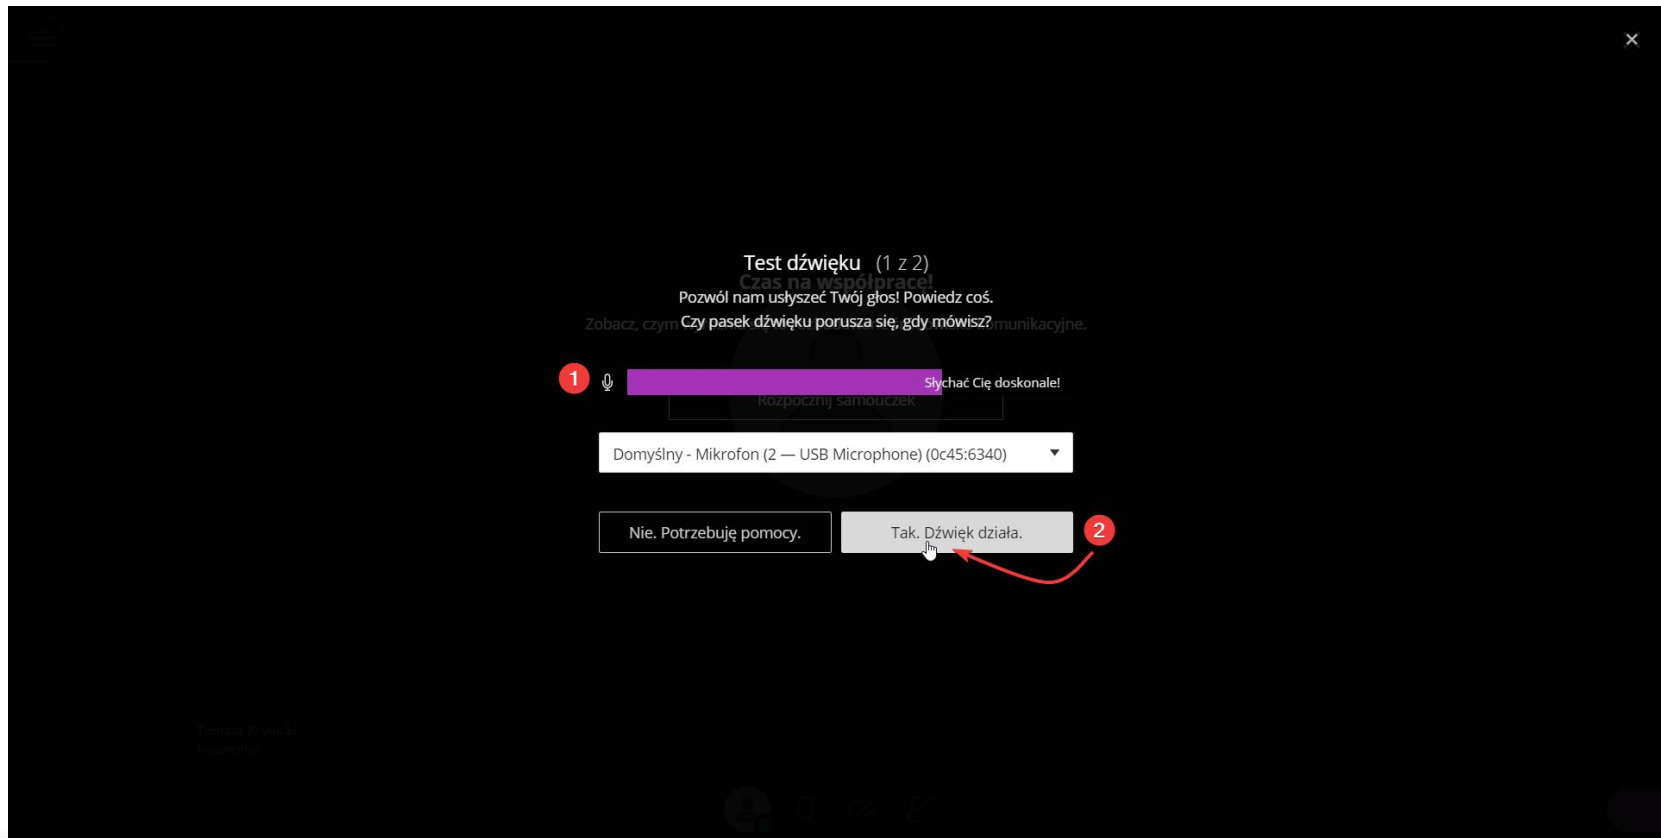 Test dźwięku (1 z 2)
Czas na współpracę!
Pozwól nam usłyszeć Twój głos! Powiedz coś.
Zobacz, czym
munikacyjne.
Czy pasek dźwięku porusza się, gdy mówisz?
1
Słychać Cię doskonale!
Rozpocznij samouczek
Domyślny - Mikrofon (2 — USB Microphone) (0c45:6340)
Nie. Potrzebuję pomocy.
Tak. Dźwięk działa.
2